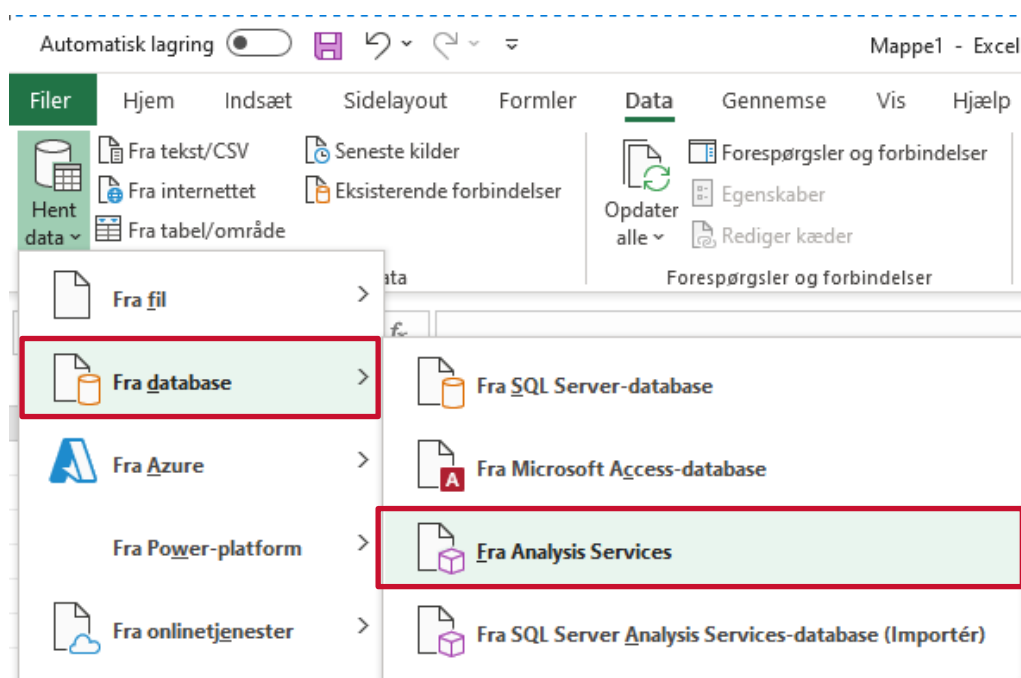 Automatisk lagring
Mappe1 - Excel
Filer Hjem Indsæt Sidelayout Formler Data Gennemse Vis Hjælp
Hent data
Fra tekst/CSV
Fra internettet
Fra tabel/område
Seneste kilder
Eksisterende forbindelser
Opdater alle
Forespørgsler og forbindelser
Egenskaber
Rediger kæder
ata
Forespørgsler og forbindelser
fx
Fra fil
Fra database
Fra Azure
Fra Power-platform
Fra onlinetjenester
Fra SQL Server-database
Fra Microsoft Access-database
A
Fra Analysis Services
Fra SQL Server Analysis Services-database (Importér)